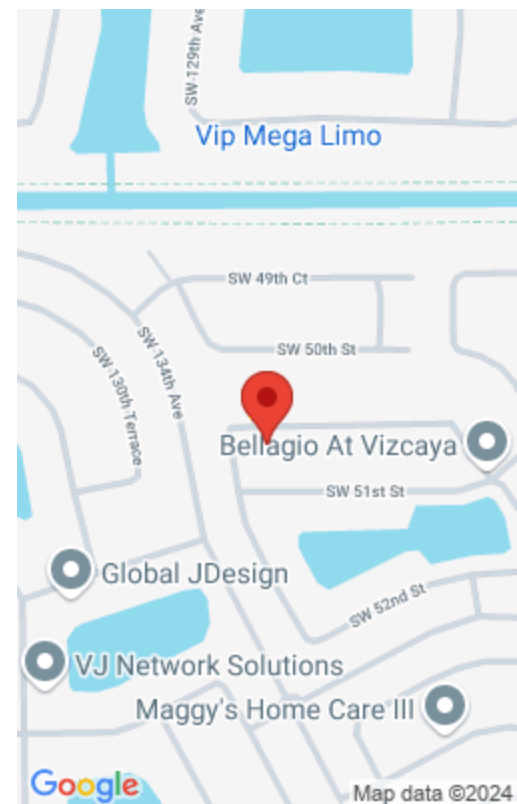 SW 129th Ave
Vip Mega Limo
SW 49th Ct
SW 134th Ave
SW 50th St
SW 130th Terrace
Bellagio At Vizcaya
SW 51st St
Global JDesign
SW 52nd St
VJ Network Solutions
Maggy's Home Care III
Google
Map data ©2024